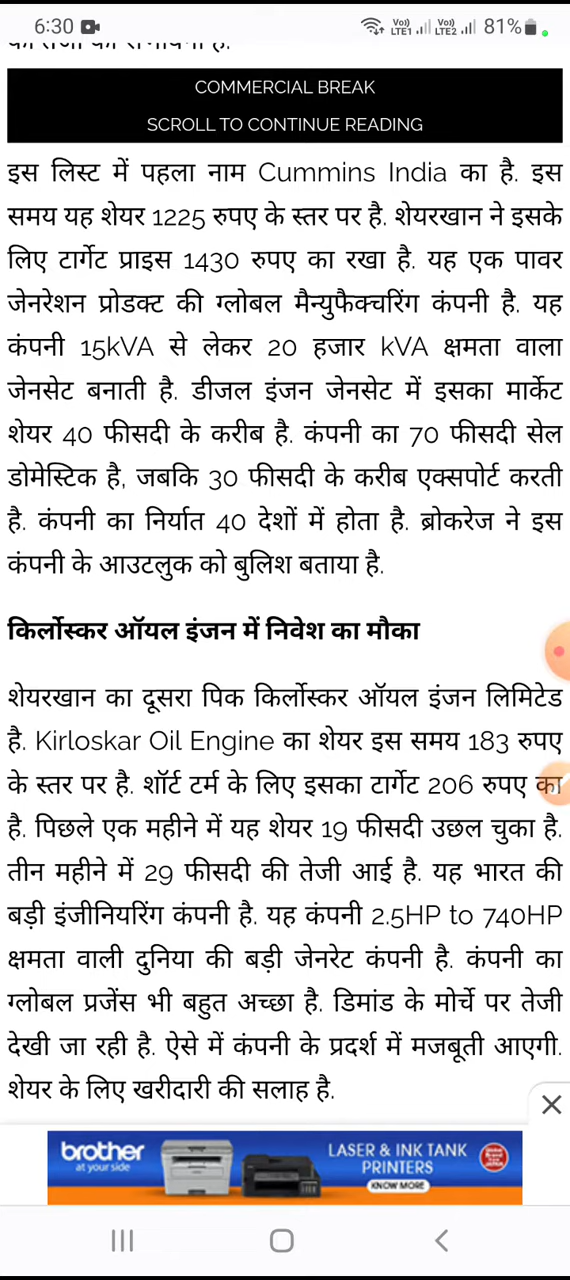 6:30
Vo)) LTE1 Vo)) LTE2 81%
COMMERCIAL BREAK
SCROLL TO CONTINUE READING
इस लिस्ट में पहला नाम Cummins India का है. इस
समय यह शेयर 1225 रुपए के स्तर पर है. शेयरखान ने इसके
लिए टार्गेट प्राइस 1430 रुपए का रखा है. यह एक पावर
जेनरेशन प्रोडक्ट की ग्लोबल मैन्युफैक्चरिंग कंपनी है. यह
कंपनी 15kVA से लेकर 20 हजार kVA क्षमता वाला
जेनसेट बनाती है. डीजल इंजन जेनसेट में इसका मार्केट
शेयर 40 फीसदी के करीब है. कंपनी का 70 फीसदी सेल
डोमेस्टिक है, जबकि 30 फीसदी के करीब एक्सपोर्ट करती
है. कंपनी का निर्यात 40 देशों में होता है. ब्रोकरेज ने इस
कंपनी के आउटलुक को बुलिश बताया है.
किर्लोस्कर ऑयल इंजन में निवेश का मौका
शेयरखान का दूसरा पिक किर्लोस्कर ऑयल इंजन लिमिटेड
है. Kirloskar Oil Engine का शेयर इस समय 183 रुपए
के स्तर पर है. शॉर्ट टर्म के लिए इसका टार्गेट 206 रुपए का
है. पिछले एक महीने में यह शेयर 19 फीसदी उछल चुका है.
तीन महीने में 29 फीसदी की तेजी आई है. यह भारत की
बड़ी इंजीनियरिंग कंपनी है. यह कंपनी 2.5HP to 740HP
क्षमता वाली दुनिया की बड़ी जेनरेट कंपनी है. कंपनी का
ग्लोबल प्रजेंस भी बहुत अच्छा है. डिमांड के मोर्चे पर तेजी
देखी जा रही है. ऐसे में कंपनी के प्रदर्श में मजबूती आएगी.
शेयर के लिए खरीदारी की सलाह है.
brother
at your side
LASER & INK TANK
PRINTERS
KNOW MORE